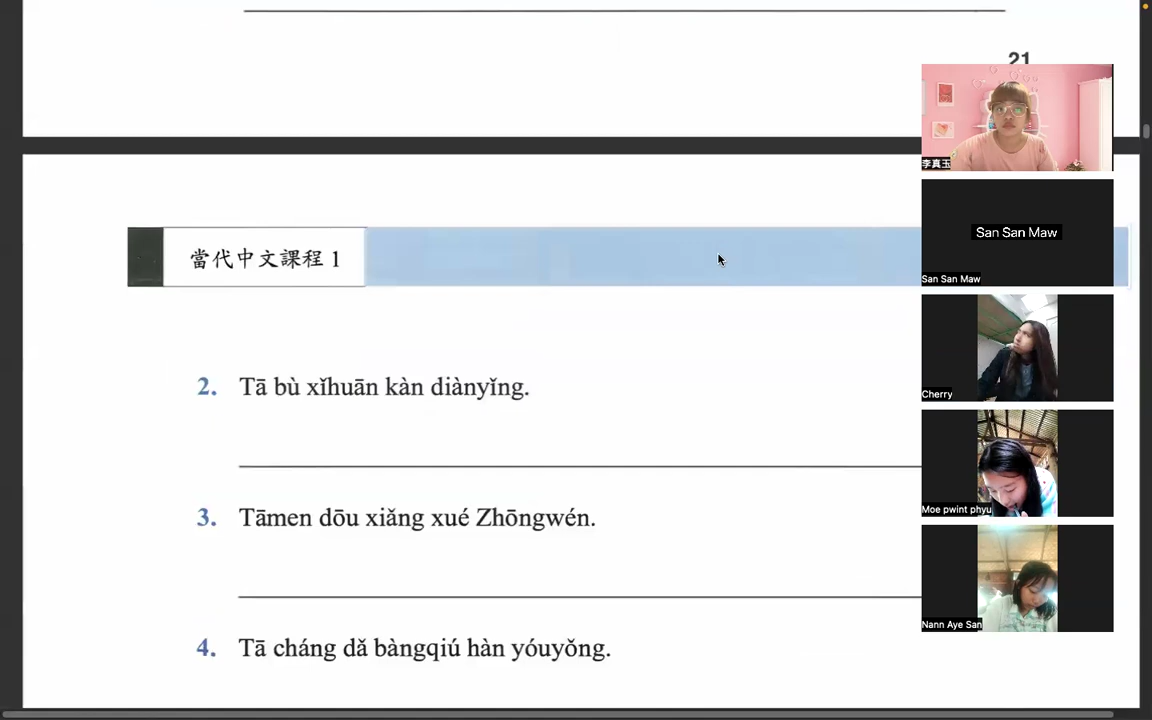 21
當代中文課程 1
2. Tā bù xǐhuān kàn diànyǐng.
3. Tāmen dōu xiǎng xué Zhōngwén.
4. Tā cháng dǎ bàngqiú hàn yóuyǒng.
李真玉
San San Maw
San San Maw
Cherry
Moe pwint phyu
Nann Aye San